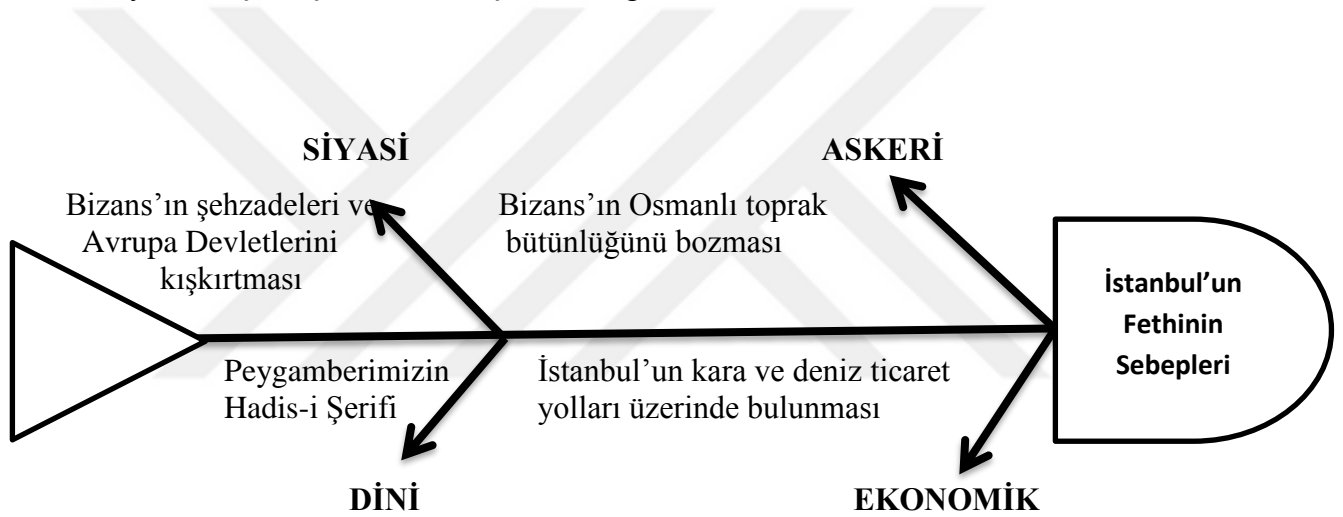 SİYASİ
ASKERİ
Bizans’ın şehzadeleri ve
Avrupa Devletlerini
kışkırtması
Bizans’ın Osmanlı toprak
bütünlüğünü bozması
İstanbul’un
Fethinin
Sebepleri
Peygamberimizin
Hadis-i Şerifi
İstanbul’un kara ve deniz ticaret
yolları üzerinde bulunması
DİNİ
EKONOMİK